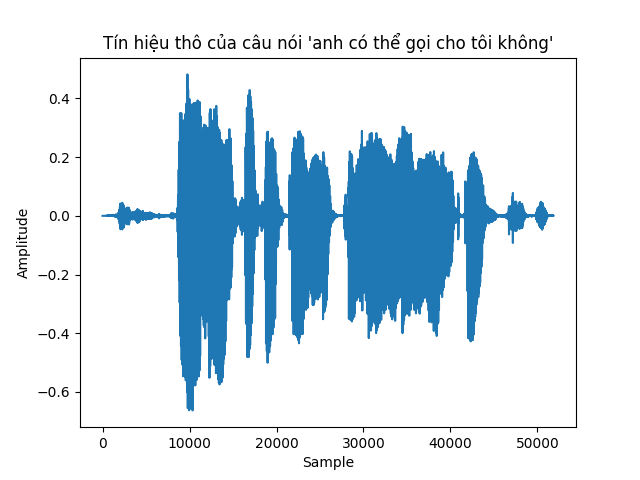 Tín hiệu thô của câu nói 'anh có thể gọi cho tôi không'
0.4
0.2
0.0
−0.2
−0.4
−0.6
Amplitude
0 10000 20000 30000 40000 50000
Sample